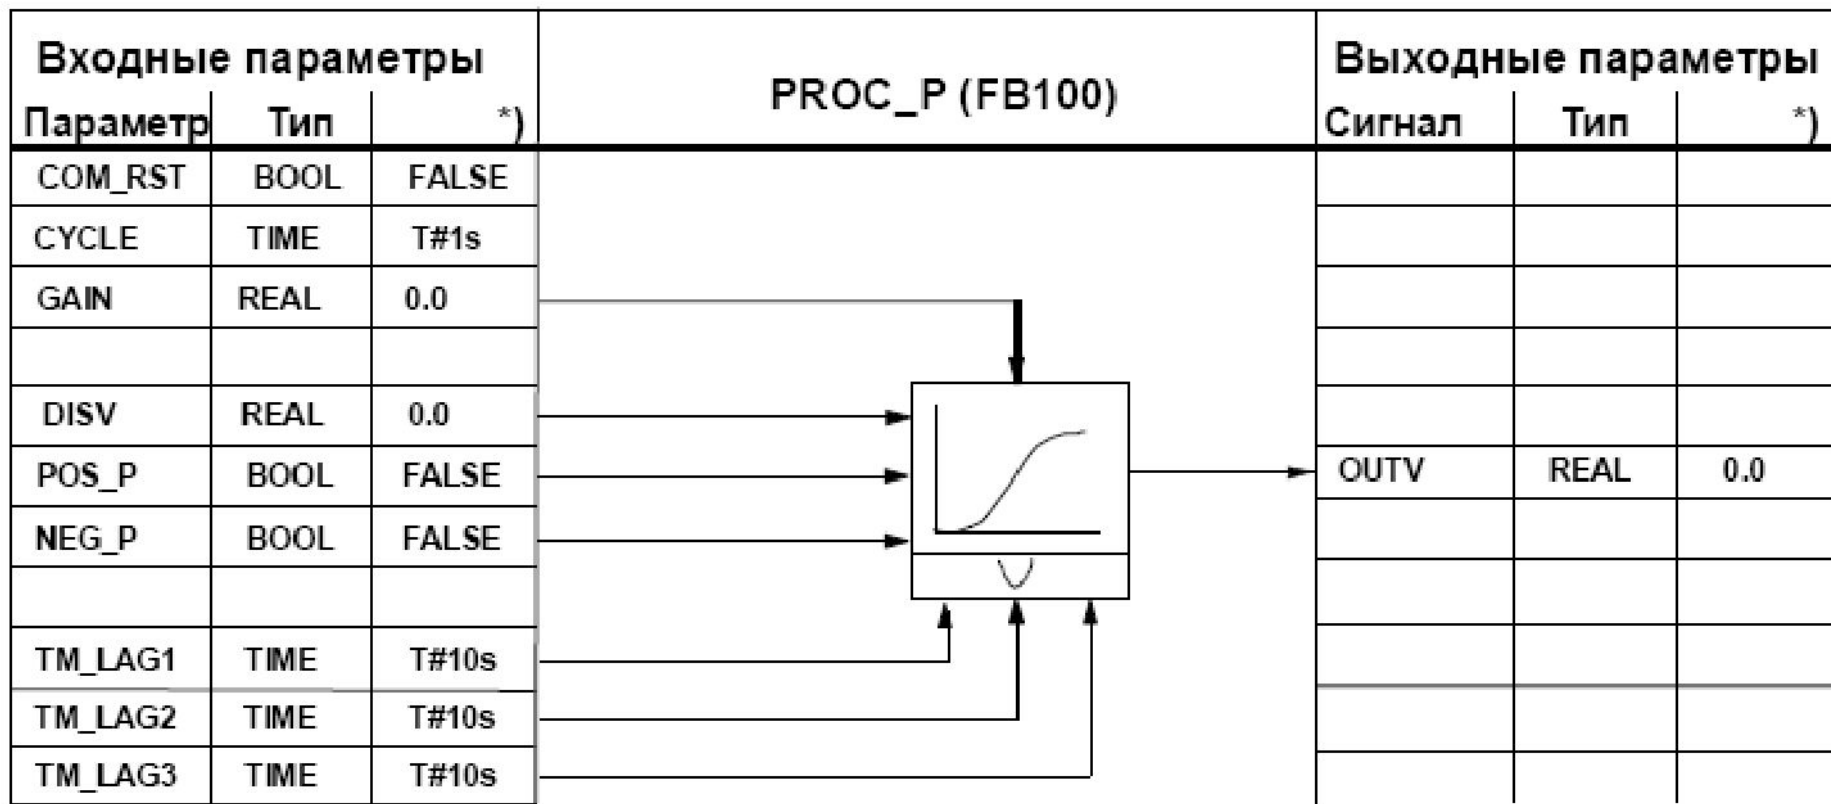 Входные параметры
PROC_P (FB100)
Выходные параметры
Параметр Тип *)
Сигнал Тип *)
COM_RST BOOL FALSE
CYCLE TIME T#1s
GAIN REAL 0.0
DISV REAL 0.0
POS_P BOOL FALSE
OUTV REAL 0.0
NEG_P BOOL FALSE
TM_LAG1 TIME T#10s
TM_LAG2 TIME T#10s
TM_LAG3 TIME T#10s